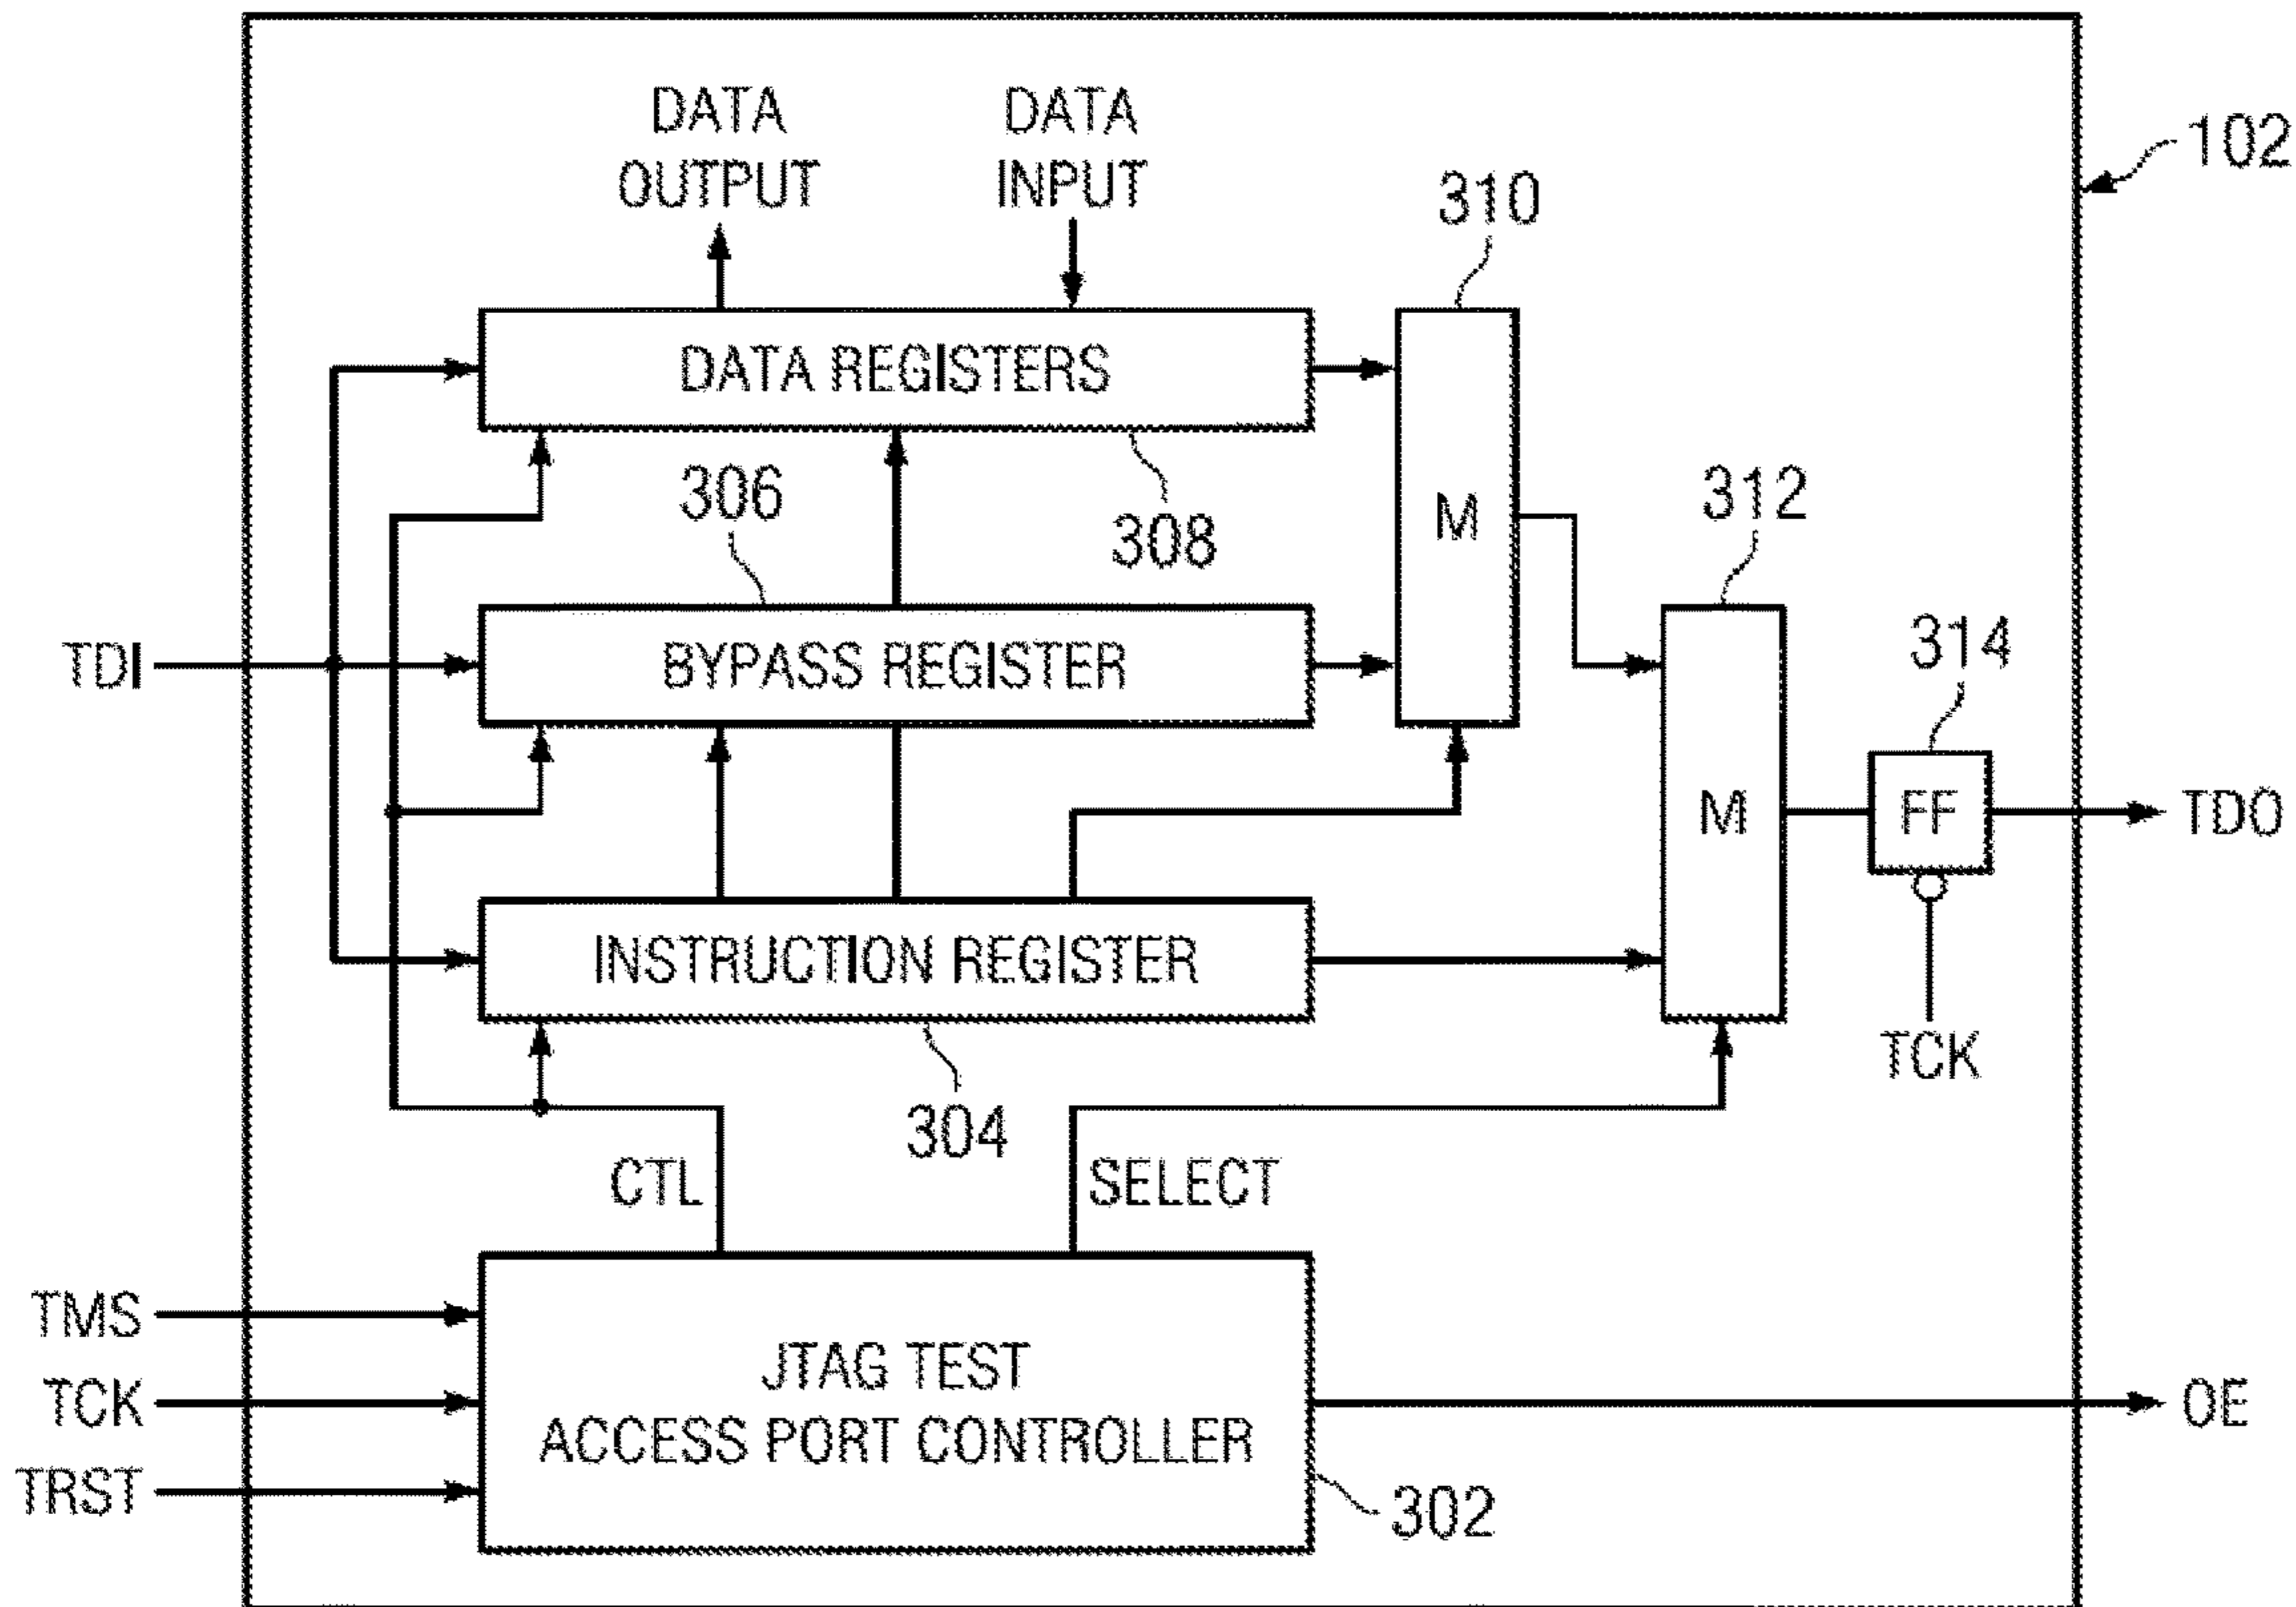 DATA
OUTPUT
DATA
INPUT
102
310
DATA REGISTERS
306
308
M
312
TDI
BYPASS REGISTER
314
M
FF
TDO
INSTRUCTION REGISTER
TCK
304
CTL
SELECT
TMS
TCK
TRST
JTAG TEST
ACCESS PORT CONTROLLER
OE
302